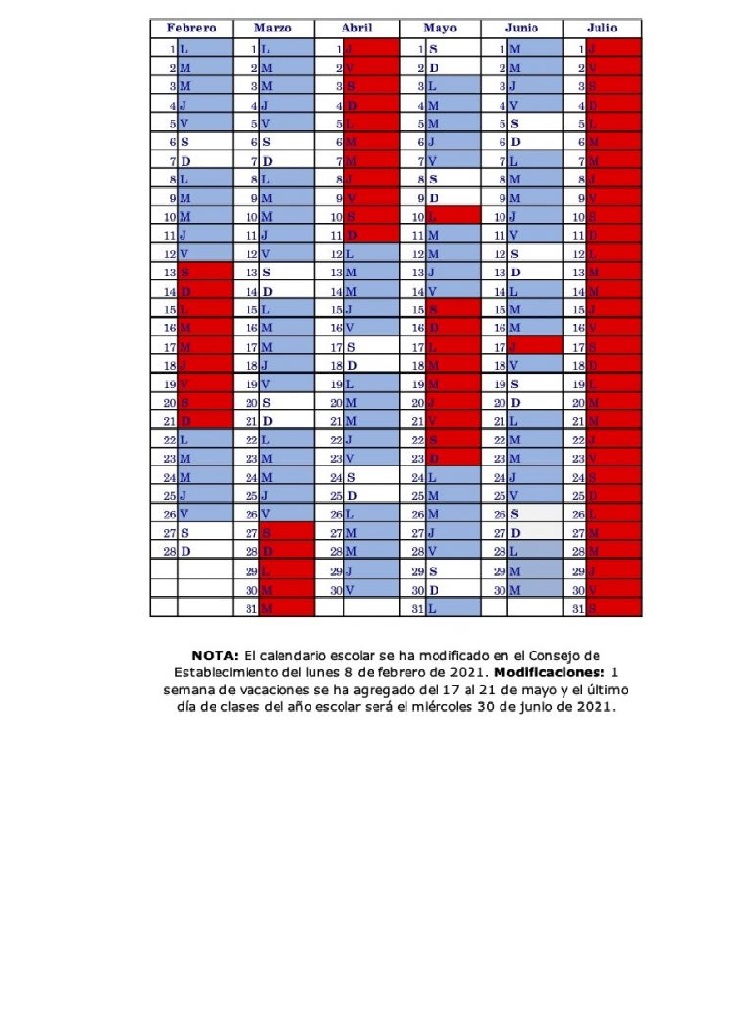 Febrero Marzo Abril Mayo Junio Julio
1 L 1 L 1 J 1 S 1 M 1 J
2 M 2 M 2 V 2 D 2 M 2 V
3 M 3 M 3 S 3 L 3 J 3 S
4 J 4 J 4 D 4 M 4 V 4 D
5 V 5 V 5 L 5 M 5 S 5 L
6 S 6 S 6 M 6 J 6 D 6 M
7 D 7 D 7 M 7 V 7 L 7 M
8 L 8 L 8 J 8 S 8 M 8 J
9 M 9 M 9 V 9 D 9 M 9 V
10 M 10 M 10 S 10 L 10 J 10 S
11 J 11 J 11 D 11 M 11 V 11 D
12 V 12 V 12 L 12 M 12 S 12 L
13 S 13 S 13 M 13 J 13 D 13 M
14 D 14 D 14 M 14 V 14 L 14 M
15 L 15 L 15 J 15 S 15 M 15 J
16 M 16 M 16 V 16 D 16 M 16 V
17 M 17 M 17 S 17 L 17 J 17 S
18 J 18 J 18 D 18 M 18 V 18 D
19 V 19 V 19 L 19 M 19 S 19 L
20 S 20 S 20 M 20 J 20 D 20 M
21 D 21 D 21 M 21 V 21 L 21 M
22 L 22 L 22 J 22 S 22 M 22 J
23 M 23 M 23 V 23 D 23 M 23 V
24 M 24 M 24 S 24 L 24 J 24 S
25 J 25 J 25 D 25 M 25 V 25 D
26 V 26 V 26 L 26 M 26 S 26 L
27 S 27 S 27 M 27 J 27 D 27 M
28 D 28 D 28 M 28 V 28 L 28 M
29 L 29 J 29 S 29 M 29 J
30 M 30 V 30 D 30 M 30 V
31 M 31 L 31 S
NOTA: El calendario escolar se ha modificado en el Consejo de
Establecimiento del lunes 8 de febrero de 2021. Modificaciones: 1
semana de vacaciones se ha agregado del 17 al 21 de mayo y el último
día de clases del año escolar será el miércoles 30 de junio de 2021.